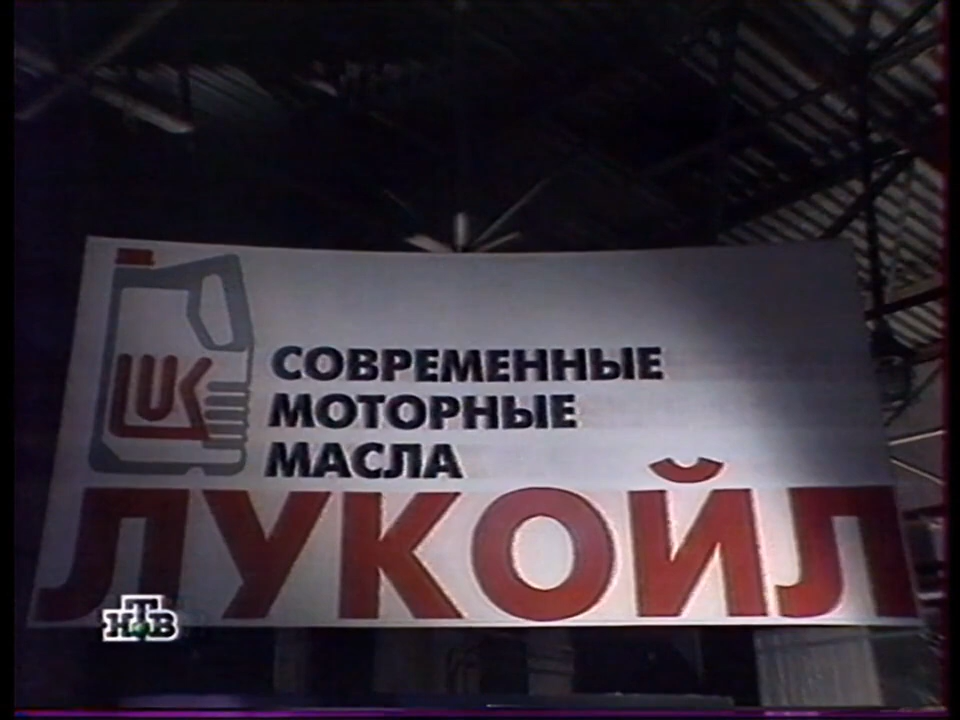 LUK
СОВРЕМЕННЫЕ
МОТОРНЫЕ
МАСЛА
ЛУКОЙЛ
НТВ